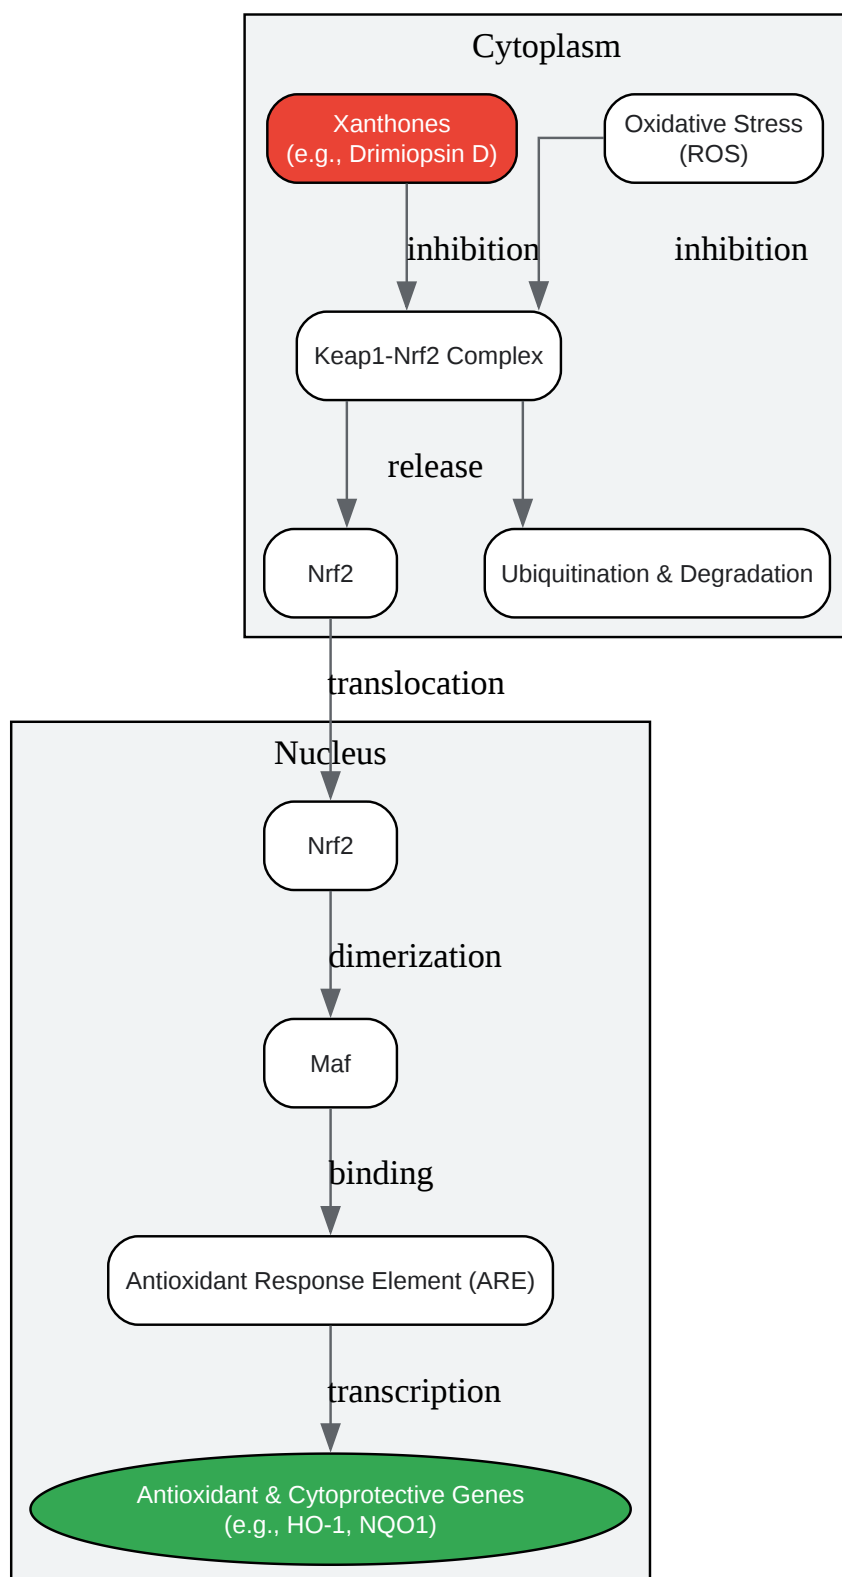 Cytoplasm
Xanthones
(e.g., Drimiopsin D)
Oxidative Stress
(ROS)
inhibition
inhibition
Keap1-Nrf2 Complex
release
Nrf2
Ubiquitination & Degradation
translocation
Nucleus
Nrf2
dimerization
Maf
binding
Antioxidant Response Element (ARE)
transcription
Antioxidant & Cytoprotective Genes
(e.g., HO-1, NQO1)